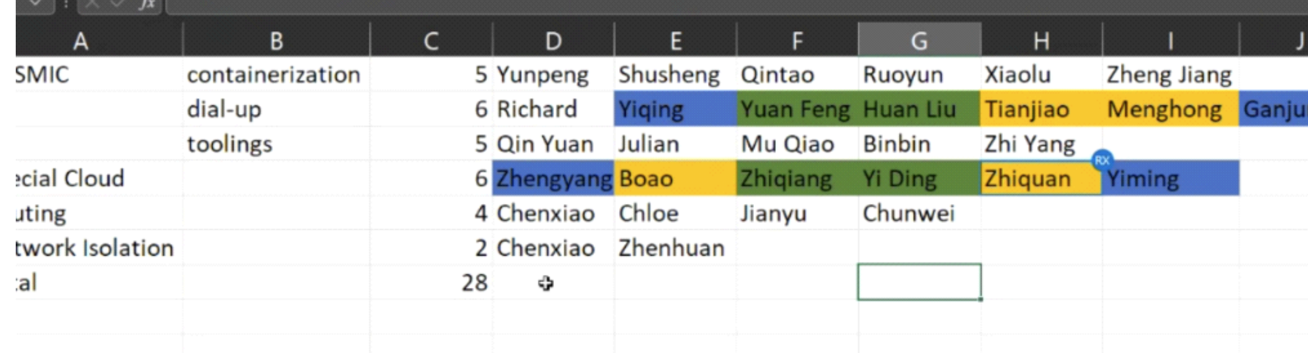 A B C D E F G H I J
SMIC containerization 5 Yunpeng Shusheng Qintao Ruoyun Xiaolu Zheng Jiang
dial-up 6 Richard Yiqing Yuan Feng Huan Liu Tianjiao Menghong Ganju
toolings 5 Qin Yuan Julian Mu Qiao Binbin Zhi Yang
RX
ecial Cloud 6 Zhengyang Boao Zhiqiang Yi Ding Zhiquan Yiming
uting 4 Chenxiao Chloe Jianyu Chunwei
twork Isolation 2 Chenxiao Zhenhuan
al 28